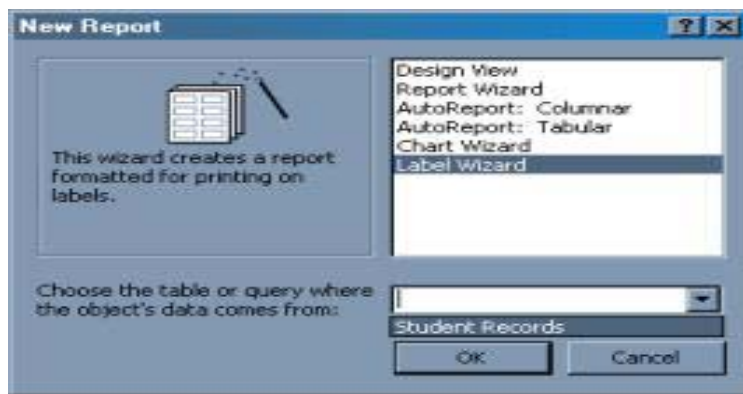 New Report
This wizard creates a report
formatted for printing on
labels.
Design View
Report Wizard
AutoReport: Columnar
AutoReport: Tabular
Chart Wizard
Label Wizard
Choose the table or query where
the object's data comes from:
Student Records
OK
Cancel